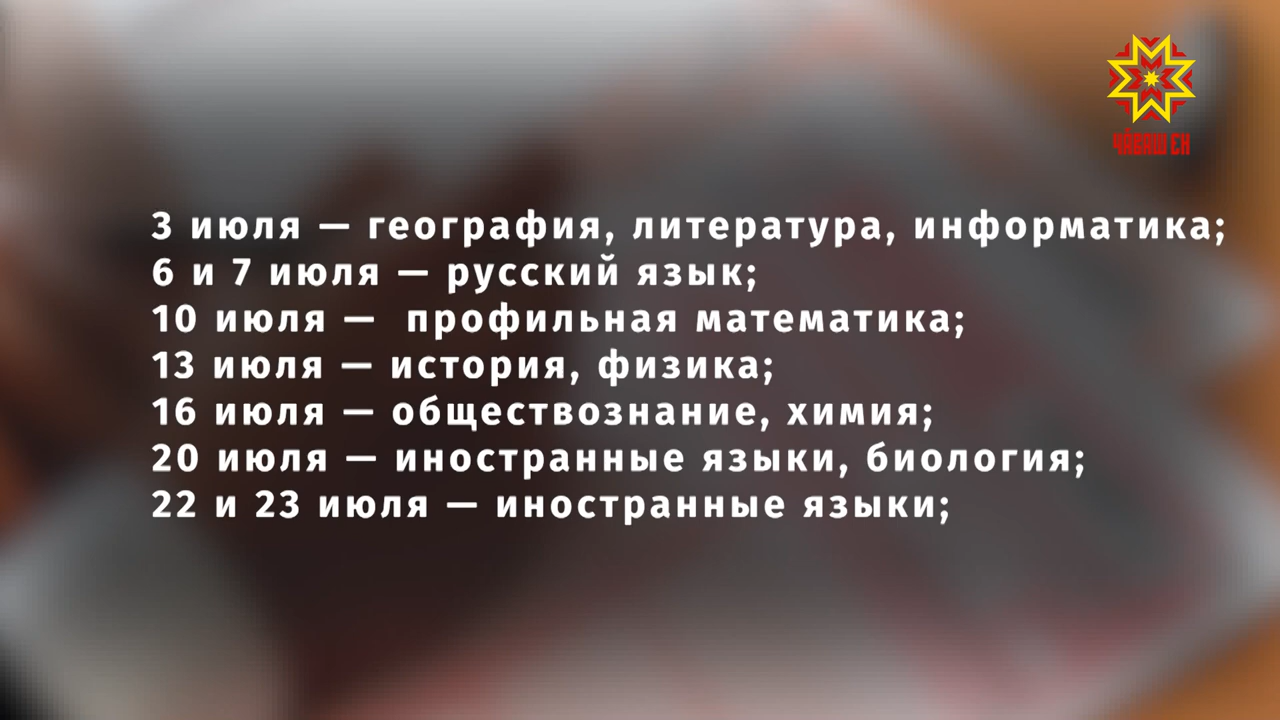 ЧӐВАШ ЕН
3 июля — география, литература, информатика;
6 и 7 июля — русский язык;
10 июля — профильная математика;
13 июля — история, физика;
16 июля — обществознание, химия;
20 июля — иностранные языки, биология;
22 и 23 июля — иностранные языки;